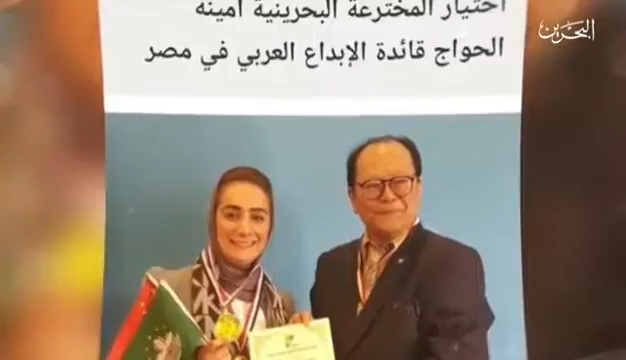 اختيار المخترعة البحرينية أمينة
الحواج قائدة الإبداع العربي في مصر
البحرين